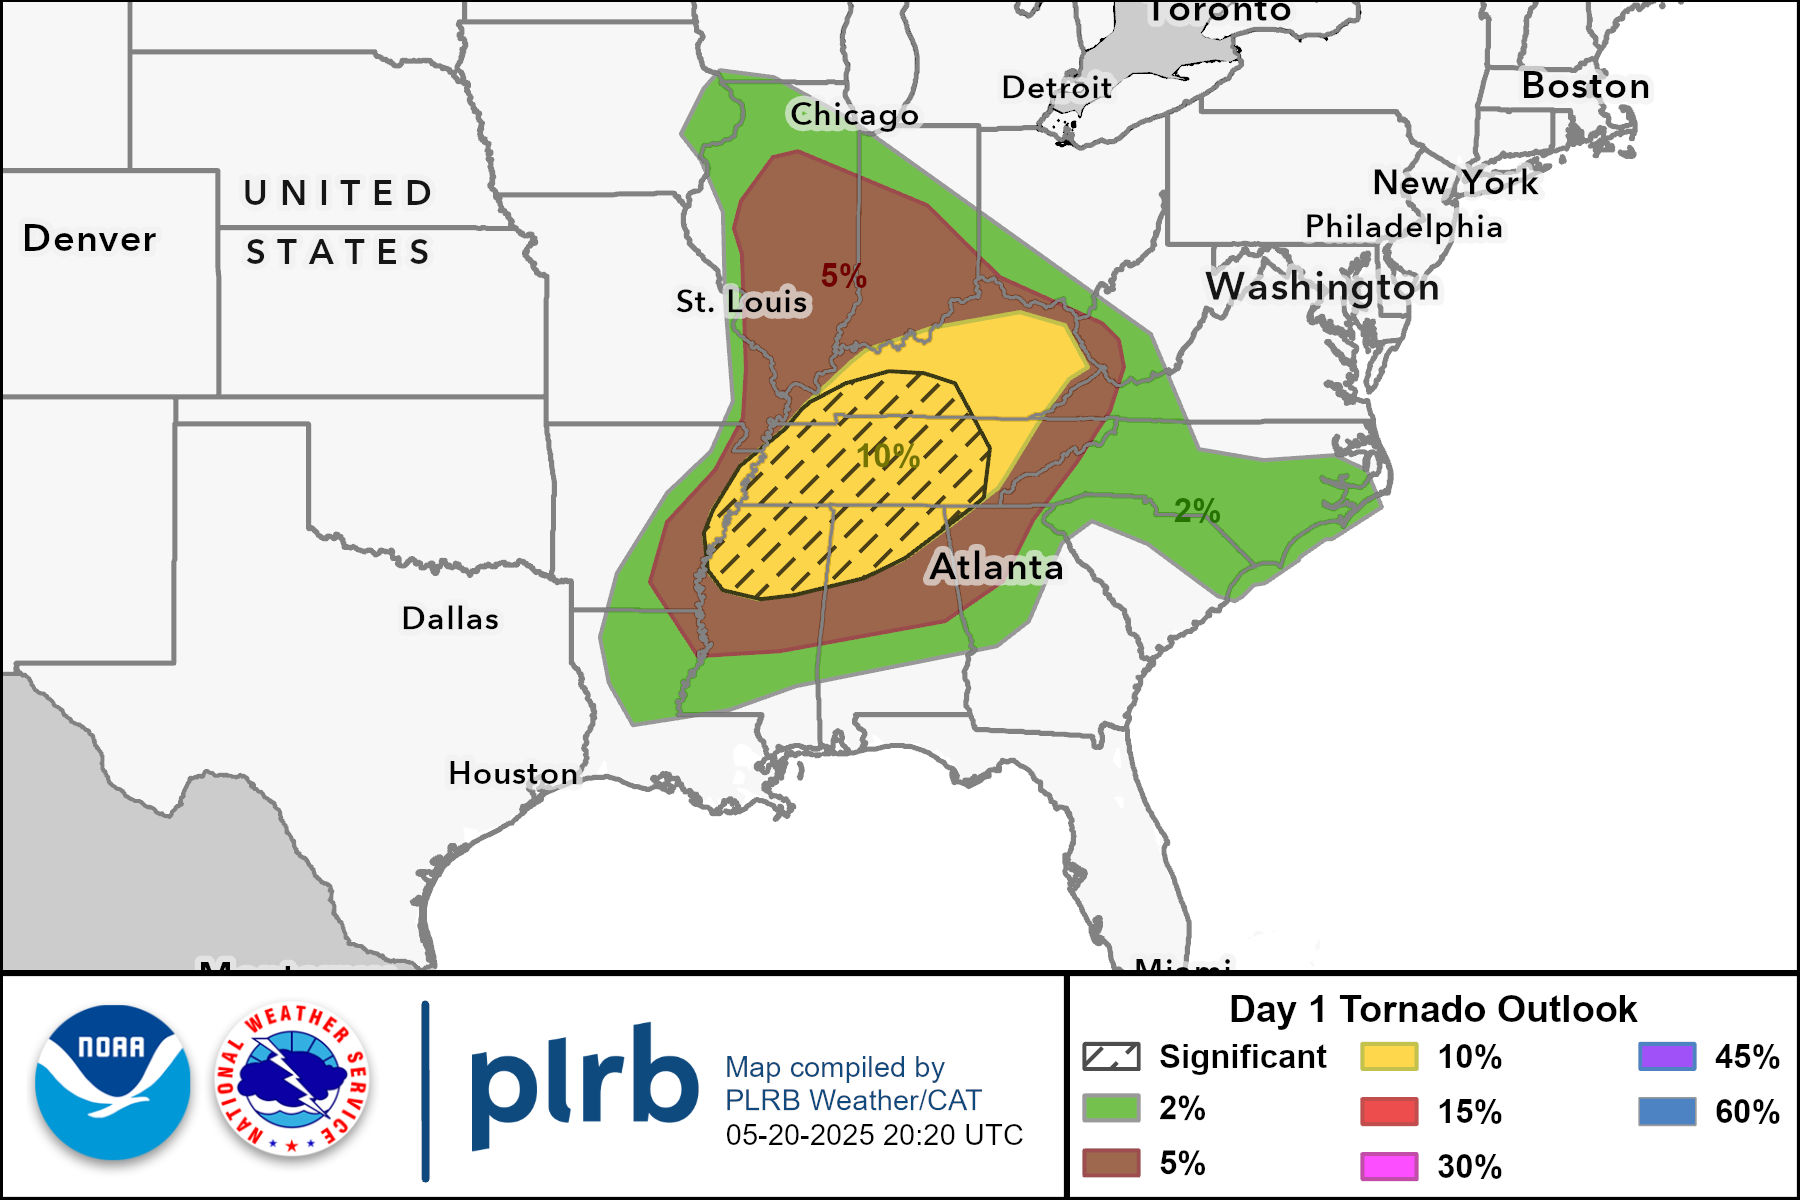 Toronto
Detroit
Boston
Chicago
New York
UNITED
Philadelphia
Denver
STATES
5%
Washington
St. Louis
10%
2%
Atlanta
Dallas
Houston
Miami
Day 1 Tornado Outlook
Significant
10%
45%
2%
15%
60%
5%
30%
NOAA
NATIONAL WEATHER SERVICE
plrb
Map compiled by
PLRB Weather/CAT
05-20-2025 20:20 UTC